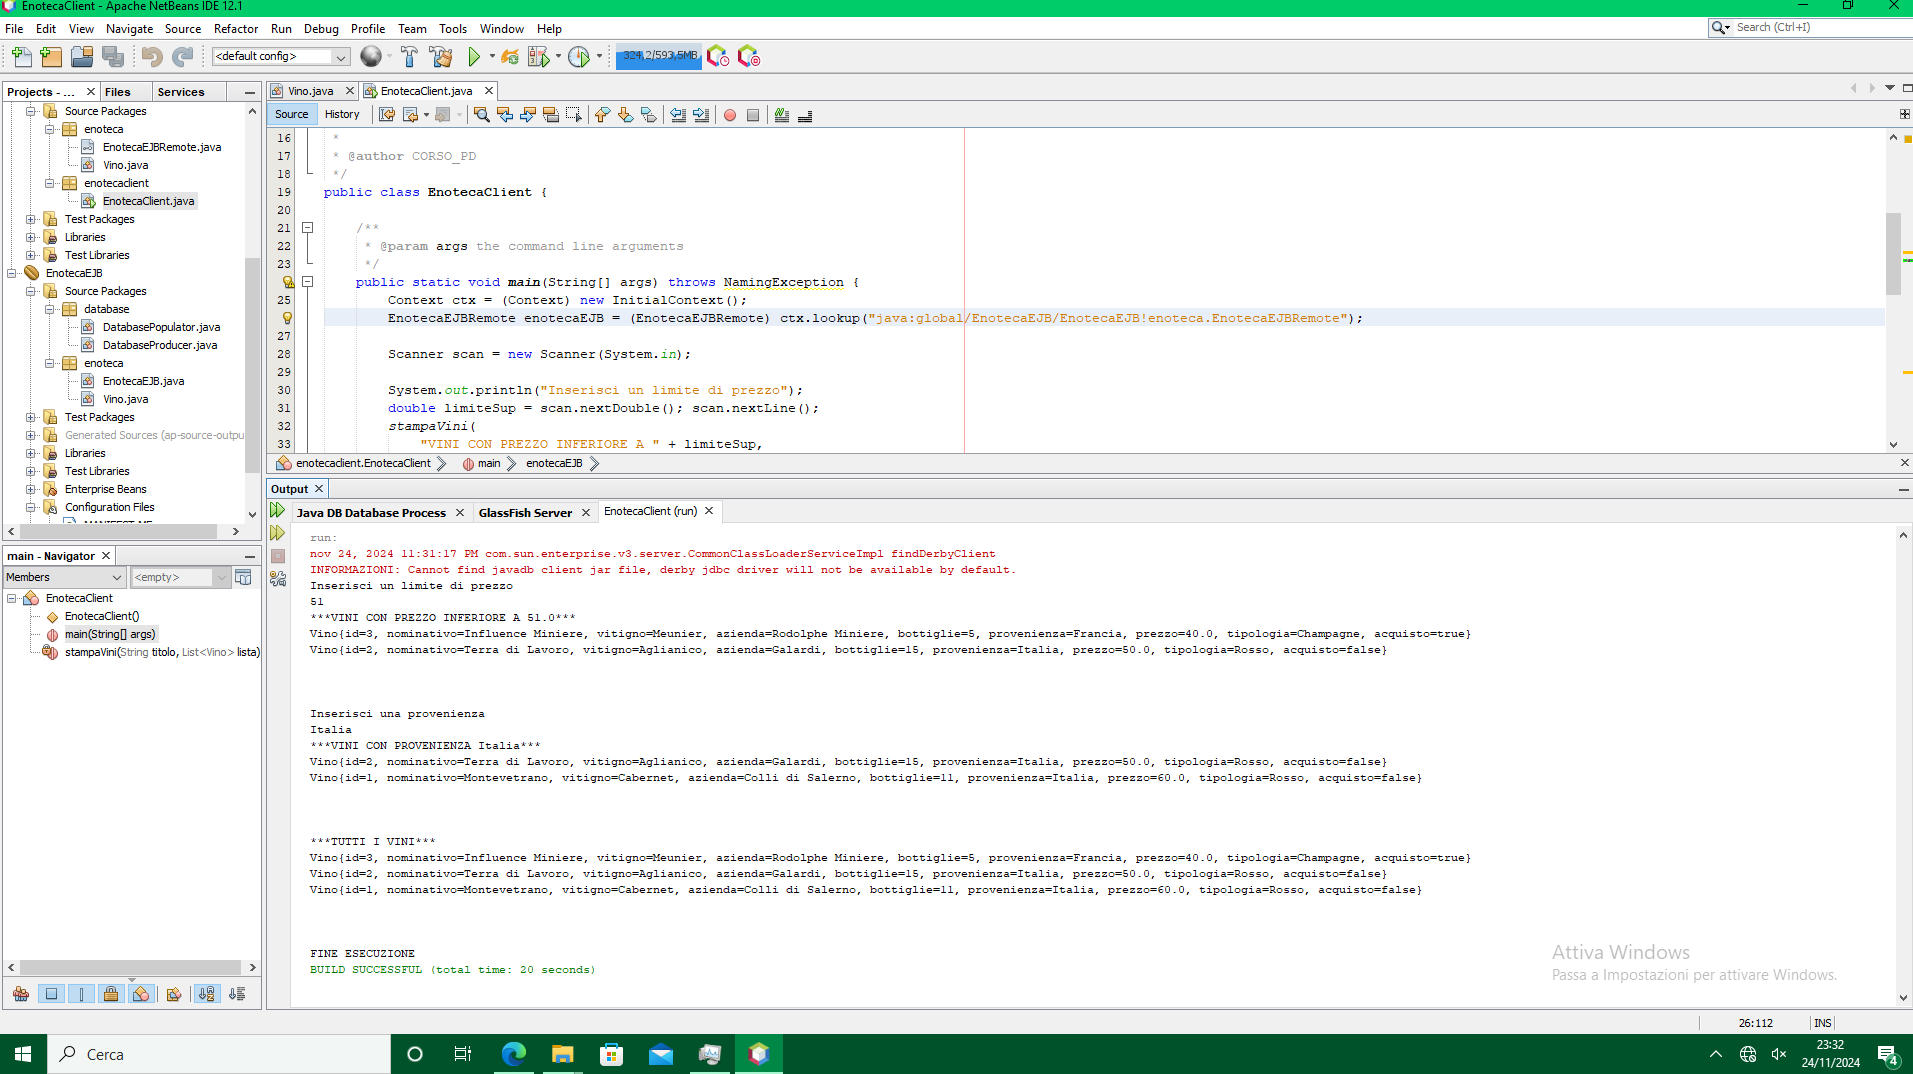 EnotecaClient - Apache NetBeans IDE 12.1
File Edit View Navigate Source Refactor Run Debug Profile Team Tools Window Help
Search (Ctrl+I)
<default config>
324,2/593,5MB
Projects - ...
Files
Services
Source Packages
enoteca
EnotecaEJBRemote.java
Vino.java
enotecaclient
EnotecaClient.java
Test Packages
Libraries
Test Libraries
EnotecaEJB
Source Packages
database
DatabasePopulator.java
DatabaseProducer.java
enoteca
EnotecaEJB.java
Vino.java
Test Packages
Generated Sources (ap-source-outpu
Libraries
Test Libraries
Enterprise Beans
Configuration Files
MANIFEST.MF
main - Navigator
Members
<empty>
EnotecaClient
EnotecaClient()
main(String[] args)
stampaVini(String titolo, List<Vino> lista)
Vino.java
EnotecaClient.java
Source History
16 *
17 * @author CORSO_PD
18 */
19 public class EnotecaClient {
20
21 /**
22 * @param args the command line arguments
23 */
public static void main(String[] args) throws NamingException {
25 Context ctx = (Context) new InitialContext();
EnotecaEJBRemote enotecaEJB = (EnotecaEJBRemote) ctx.lookup("java:global/EnotecaEJB/EnotecaEJB!enoteca.EnotecaEJBRemote");
27
28 Scanner scan = new Scanner(System.in);
29
30 System.out.println("Inserisci un limite di prezzo");
31 double limiteSup = scan.nextDouble(); scan.nextLine();
32 stampaVini(
33 "VINI CON PREZZO INFERIORE A " + limiteSup,
enotecaclient.EnotecaClient main enotecaEJB
Output
Java DB Database Process
GlassFish Server
EnotecaClient (run)
run:
nov 24, 2024 11:31:17 PM com.sun.enterprise.v3.server.CommonClassLoaderServiceImpl findDerbyClient
INFORMAZIONI: Cannot find javadb client jar file, derby jdbc driver will not be available by default.
Inserisci un limite di prezzo
51
***VINI CON PREZZO INFERIORE A 51.0***
Vino{id=3, nominativo=Influence Miniere, vitigno=Meunier, azienda=Rodolphe Miniere, bottiglie=5, provenienza=Francia, prezzo=40.0, tipologia=Champagne, acquisto=true}
Vino{id=2, nominativo=Terra di Lavoro, vitigno=Aglianico, azienda=Galardi, bottiglie=15, provenienza=Italia, prezzo=50.0, tipologia=Rosso, acquisto=false}
Inserisci una provenienza
Italia
***VINI CON PROVENIENZA Italia***
Vino{id=2, nominativo=Terra di Lavoro, vitigno=Aglianico, azienda=Galardi, bottiglie=15, provenienza=Italia, prezzo=50.0, tipologia=Rosso, acquisto=false}
Vino{id=1, nominativo=Montevetrano, vitigno=Cabernet, azienda=Colli di Salerno, bottiglie=11, provenienza=Italia, prezzo=60.0, tipologia=Rosso, acquisto=false}
***TUTTI I VINI***
Vino{id=3, nominativo=Influence Miniere, vitigno=Meunier, azienda=Rodolphe Miniere, bottiglie=5, provenienza=Francia, prezzo=40.0, tipologia=Champagne, acquisto=true}
Vino{id=2, nominativo=Terra di Lavoro, vitigno=Aglianico, azienda=Galardi, bottiglie=15, provenienza=Italia, prezzo=50.0, tipologia=Rosso, acquisto=false}
Vino{id=1, nominativo=Montevetrano, vitigno=Cabernet, azienda=Colli di Salerno, bottiglie=11, provenienza=Italia, prezzo=60.0, tipologia=Rosso, acquisto=false}
FINE ESECUZIONE
BUILD SUCCESSFUL (total time: 20 seconds)
Attiva Windows
Passa a Impostazioni per attivare Windows.
26:112 INS
Cerca
23:32
24/11/2024
4